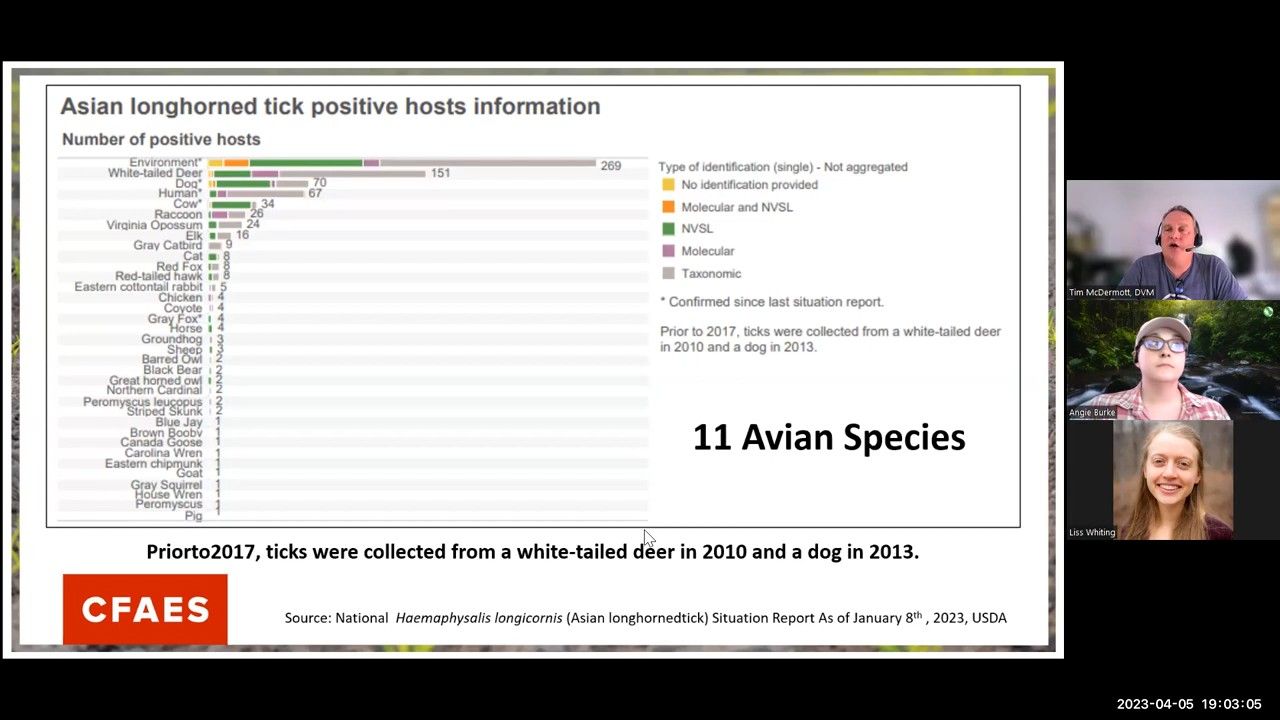 Asian longhorned tick positive hosts information
Number of positive hosts
Environment* 269
White-tailed Deer 151
Dog* 70
Human* 67
Cow* 34
Raccoon 26
Virginia Opossum 24
Elk 16
Gray Catbird 9
Cat 8
Red Fox 8
Red-tailed hawk 8
Eastern cottontail rabbit 5
Chicken 4
Coyote 4
Gray Fox* 4
Horse 4
Groundhog 3
Sheep 3
Barred Owl 2
Black Bear 2
Great horned owl 2
Northern Cardinal 2
Peromyscus leucopus 2
Striped Skunk 2
Blue Jay 1
Brown Booby 1
Canada Goose 1
Carolina Wren 1
Eastern chipmunk 1
Goat 1
Gray Squirrel 1
House Wren 1
Peromyscus 1
Pig 1
Type of identification (single) - Not aggregated
No identification provided
Molecular and NVSL
NVSL
Molecular
Taxonomic
* Confirmed since last situation report.
Prior to 2017, ticks were collected from a white-tailed deer
in 2010 and a dog in 2013.
11 Avian Species
Priorto2017, ticks were collected from a white-tailed deer in 2010 and a dog in 2013.
CFAES
Source: National Haemaphysalis longicornis (Asian longhornedtick) Situation Report As of January 8th , 2023, USDA
Tim McDermott, DVM
Angie Burke
Liss Whiting
2023-04-05 19:03:05